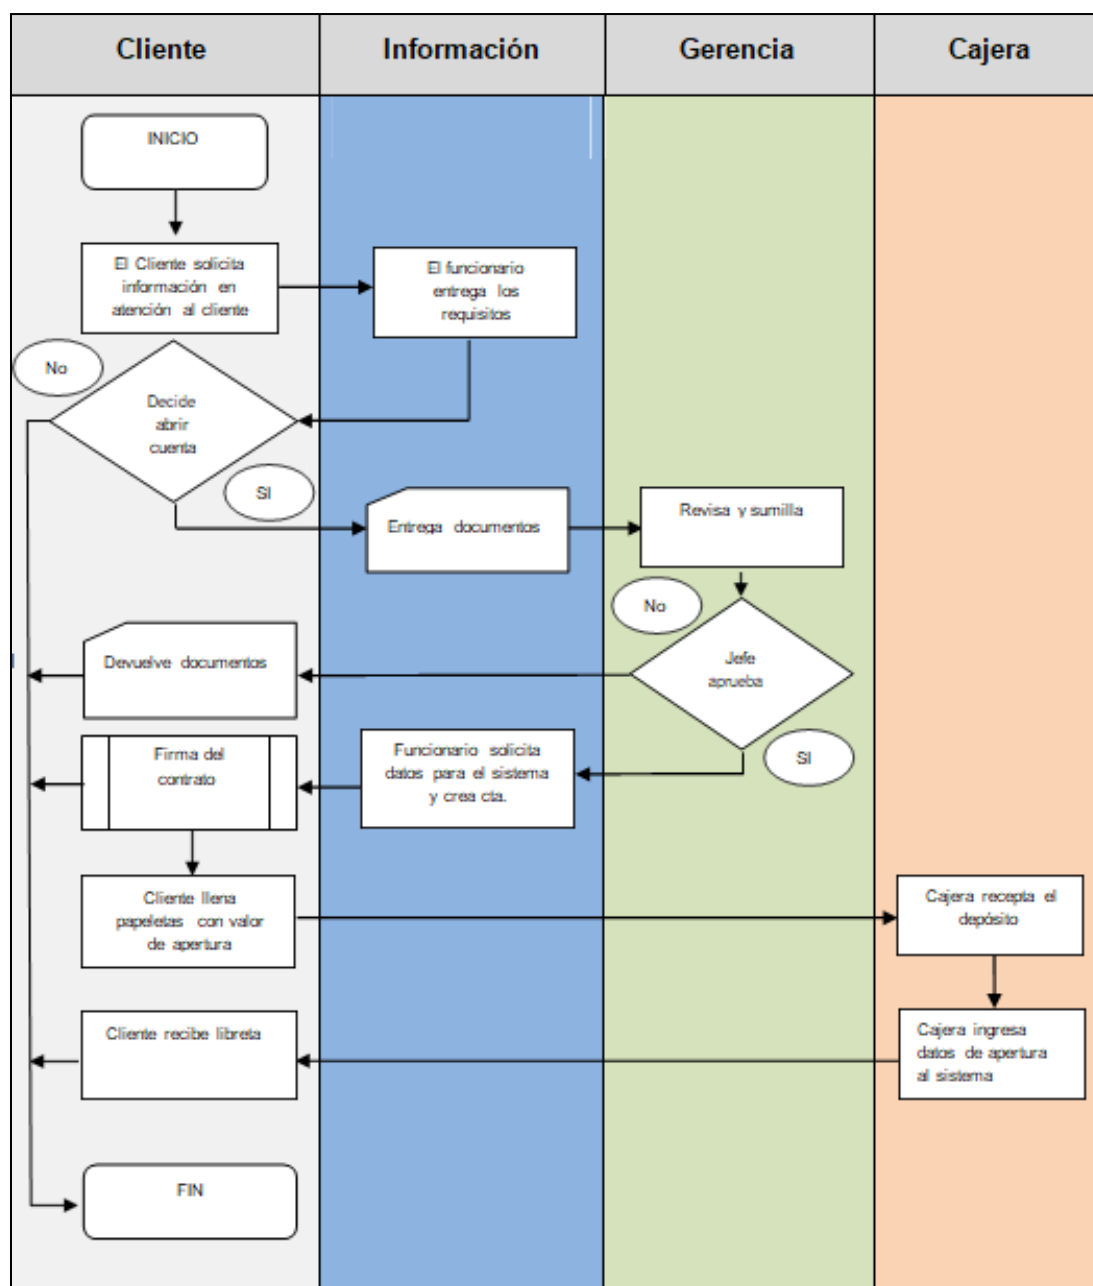 Cliente
Información
Gerencia
Cajera
INICIO
El Cliente solicita
información en
atención al cliente
El funcionario
entrega los
requisitos
No
Decide
abrir
cuenta
SI
Entrega documentos
Revisa y sumilla
No
Jefe
aprueba
SI
Devuelve documentos
Funcionario solicita
datos para el sistema
y crea cta.
Firma del
contrato
Cliente llena
papeletas con valor
de apertura
Cajera recepta el
depósito
Cajera ingresa
datos de apertura
al sistema
Cliente recibe libreta
FIN